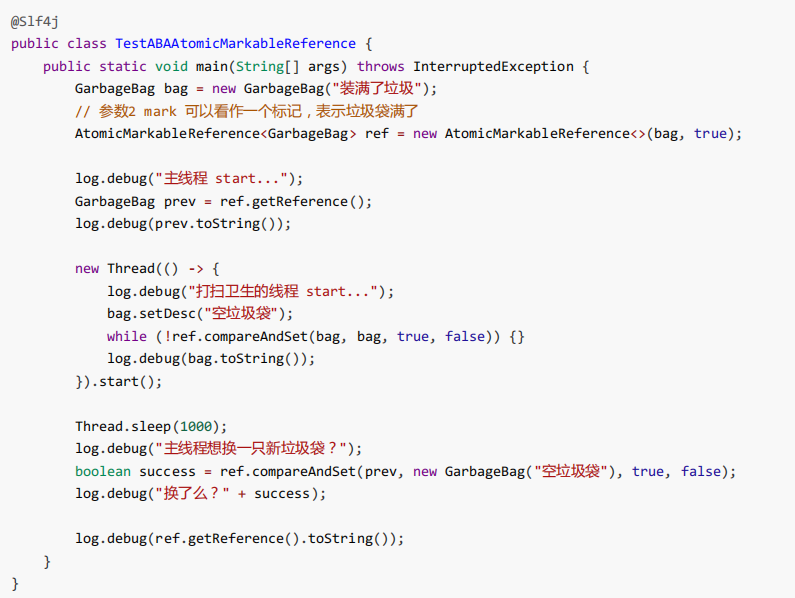 @Slf4j
public class TestABAAtomicMarkableReference {
    public static void main(String[] args) throws InterruptedException {
        GarbageBag bag = new GarbageBag("装满了垃圾");
        // 参数2 mark 可以看作一个标记，表示垃圾袋满了
        AtomicMarkableReference<GarbageBag> ref = new AtomicMarkableReference<>(bag, true);

        log.debug("主线程 start...");
        GarbageBag prev = ref.getReference();
        log.debug(prev.toString());

        new Thread(() -> {
            log.debug("打扫卫生的线程 start...");
            bag.setDesc("空垃圾袋");
            while (!ref.compareAndSet(bag, bag, true, false)) {}
            log.debug(bag.toString());
        }).start();

        Thread.sleep(1000);
        log.debug("主线程想换一只新垃圾袋？");
        boolean success = ref.compareAndSet(prev, new GarbageBag("空垃圾袋"), true, false);
        log.debug("换了么？" + success);

        log.debug(ref.getReference().toString());
    }
}